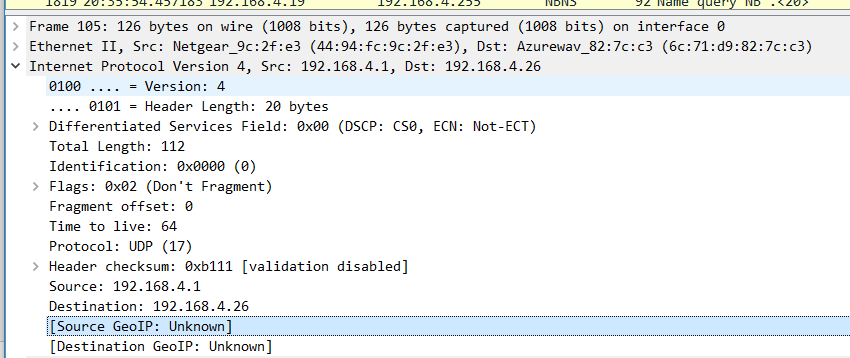 1819 20:35:54.457183 192.168.4.19 192.168.4.255 NBNS 92 Name query NB .<20>
Frame 105: 126 bytes on wire (1008 bits), 126 bytes captured (1008 bits) on interface 0
Ethernet II, Src: Netgear_9c:2f:e3 (44:94:fc:9c:2f:e3), Dst: Azurewav_82:7c:c3 (6c:71:d9:82:7c:c3)
Internet Protocol Version 4, Src: 192.168.4.1, Dst: 192.168.4.26
0100 .... = Version: 4
.... 0101 = Header Length: 20 bytes
Differentiated Services Field: 0x00 (DSCP: CS0, ECN: Not-ECT)
Total Length: 112
Identification: 0x0000 (0)
Flags: 0x02 (Don't Fragment)
Fragment offset: 0
Time to live: 64
Protocol: UDP (17)
Header checksum: 0xb111 [validation disabled]
Source: 192.168.4.1
Destination: 192.168.4.26
[Source GeoIP: Unknown]
[Destination GeoIP: Unknown]